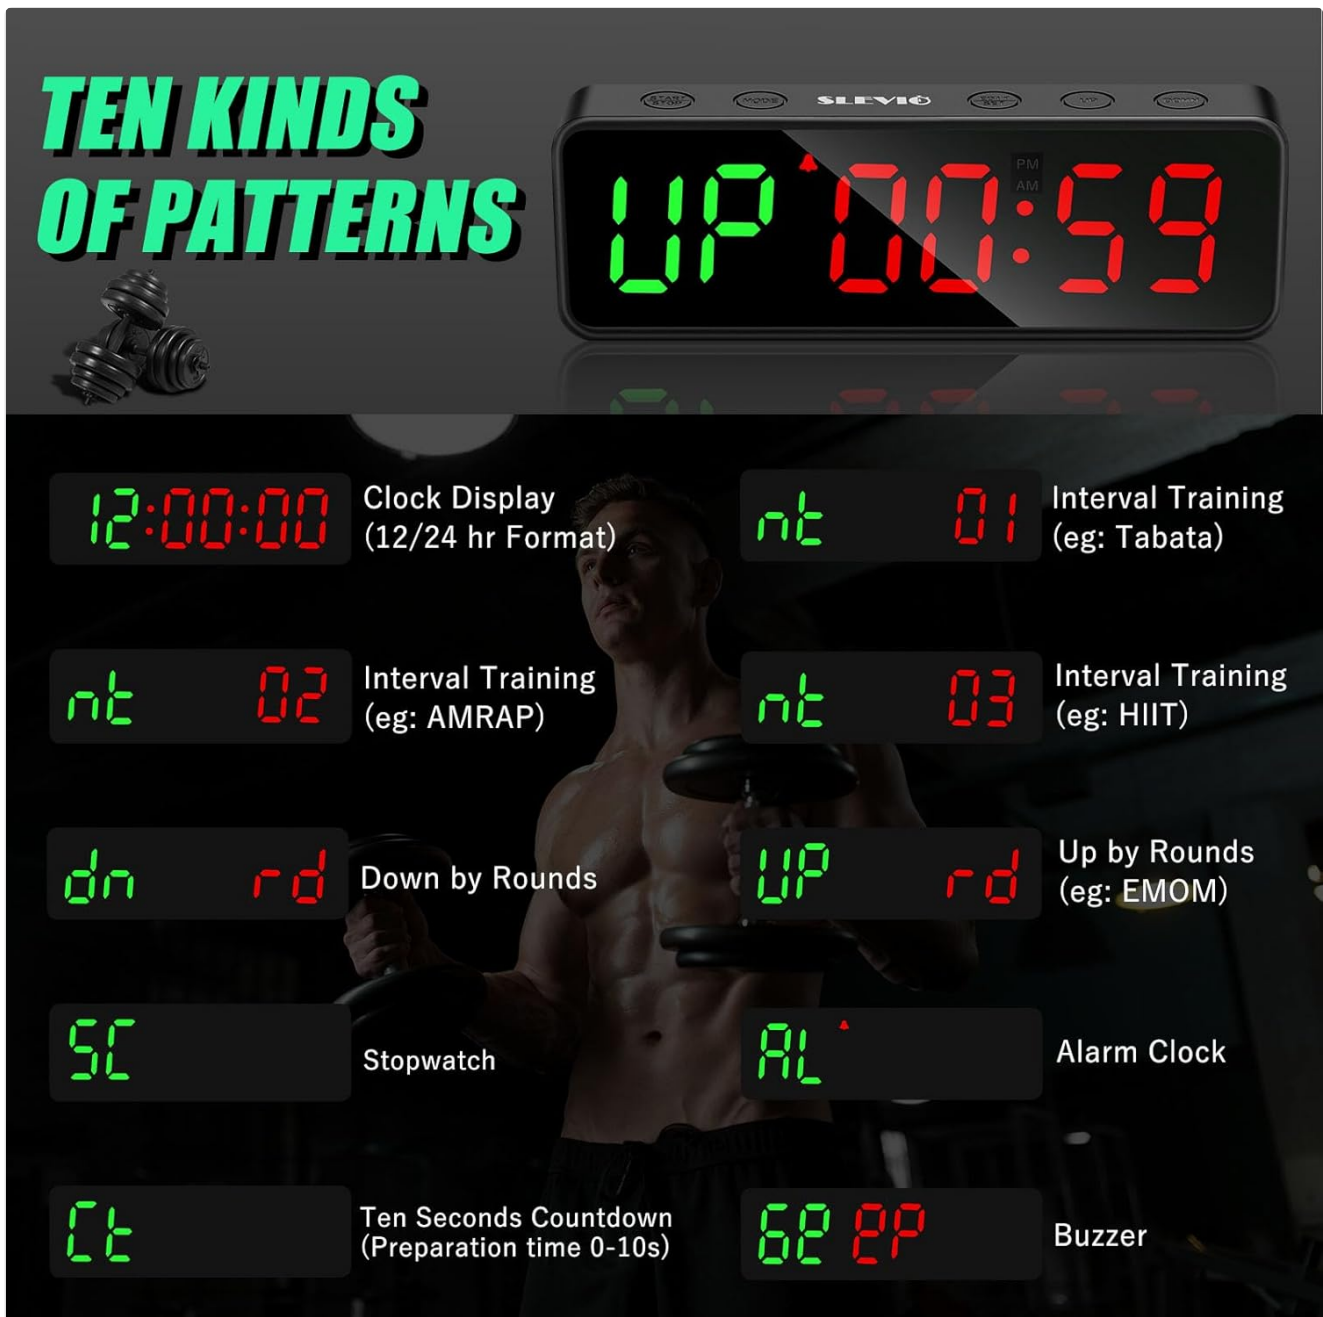 TEN KINDS
OF PATTERNS
SLEVIO
PM
AM
UP 00:59
12:00:00
Clock Display
(12/24 hr Format)
nt 01
Interval Training
(eg: Tabata)
nt 02
Interval Training
(eg: AMRAP)
nt 03
Interval Training
(eg: HIIT)
dn rd
Down by Rounds
UP rd
Up by Rounds
(eg: EMOM)
SC
Stopwatch
AL
Alarm Clock
Ct
Ten Seconds Countdown
(Preparation time 0-10s)
Buzzer